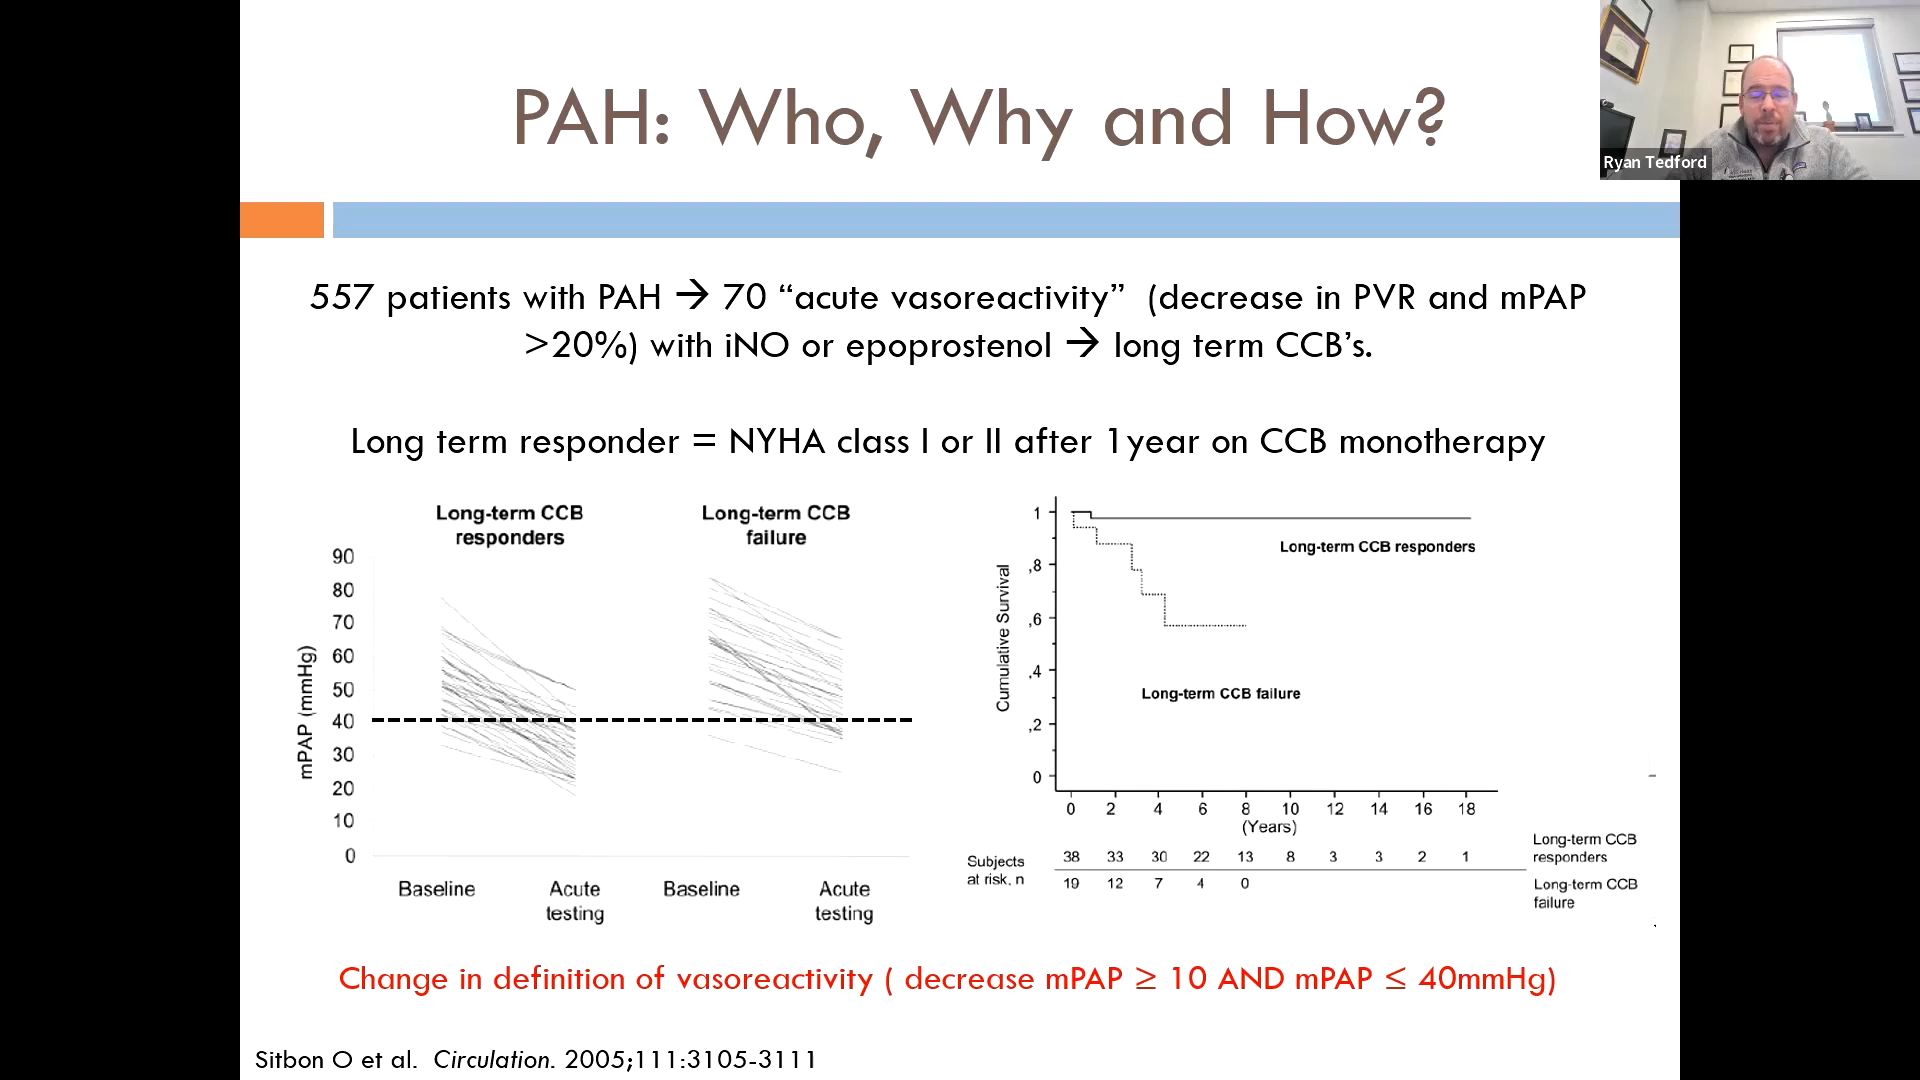 PAH: Who, Why and How?
Ryan Tedford
557 patients with PAH → 70 “acute vasoreactivity” (decrease in PVR and mPAP
>20%) with iNO or epoprostenol → long term CCB’s.
Long term responder = NYHA class I or II after 1year on CCB monotherapy
Long-term CCB
responders
Long-term CCB
failure
mPAP (mmHg)
90
80
70
60
50
40
30
20
10
0
Baseline
Acute
testing
Baseline
Acute
testing
Cumulative Survival
1
,8
,6
,4
,2
0
Long-term CCB responders
Long-term CCB failure
0 2 4 6 8 10 12 14 16 18
(Years)
Subjects
at risk, n
38 33 30 22 13 8 3 3 2 1
Long-term CCB
responders
19 12 7 4 0
Long-term CCB
failure
Change in definition of vasoreactivity ( decrease mPAP ≥ 10 AND mPAP ≤ 40mmHg)
Sitbon O et al. Circulation. 2005;111:3105-3111